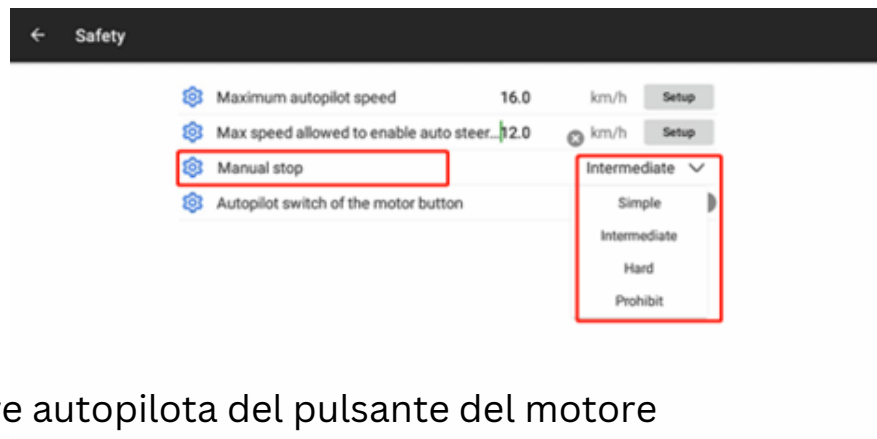 Safety
Maximum autopilot speed 16.0 km/h Setup
Max speed allowed to enable auto steer... 12.0 km/h Setup
Manual stop Intermediate
Autopilot switch of the motor button Simple
Intermediate
Hard
Prohibit
autopilota del pulsante del motore